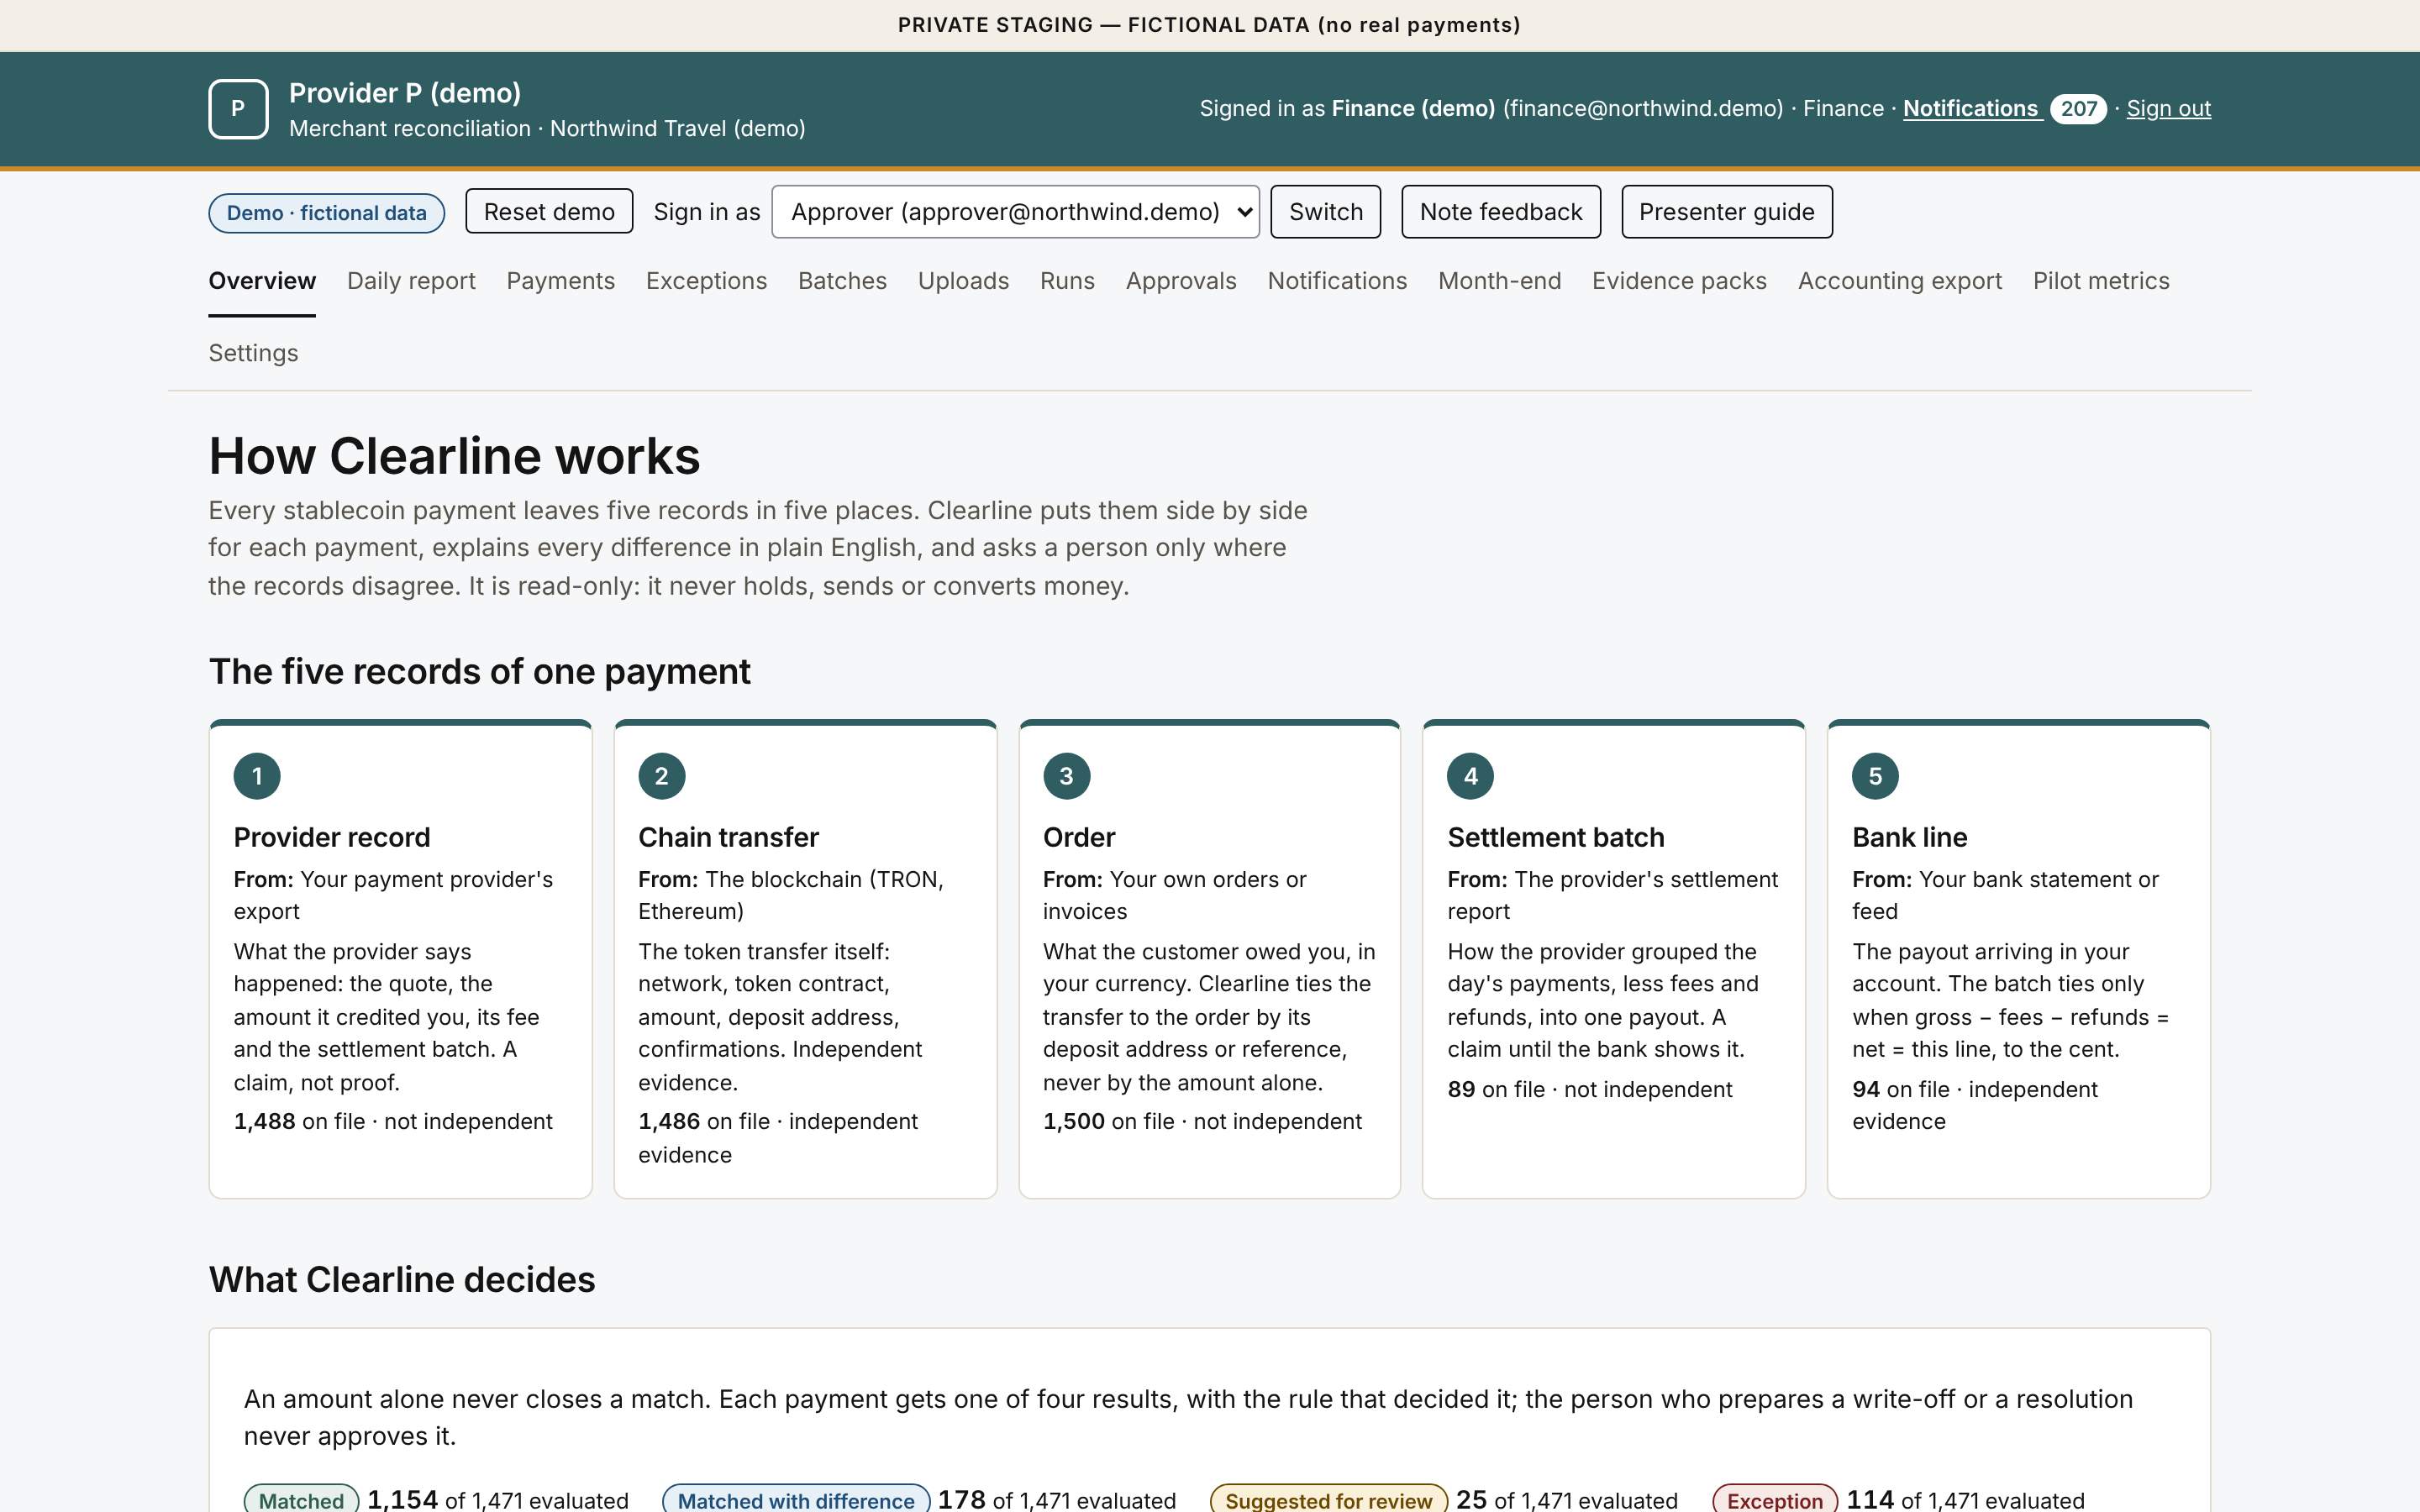 PRIVATE STAGING — FICTIONAL DATA (no real payments)
P
Provider P (demo)
Merchant reconciliation · Northwind Travel (demo)
Signed in as Finance (demo) (finance@northwind.demo) · Finance · Notifications 207 · Sign out
Demo · fictional data
Reset demo
Sign in as
Approver (approver@northwind.demo)
Switch
Note feedback
Presenter guide
Overview
Daily report
Payments
Exceptions
Batches
Uploads
Runs
Approvals
Notifications
Month-end
Evidence packs
Accounting export
Pilot metrics
Settings
How Clearline works
Every stablecoin payment leaves five records in five places. Clearline puts them side by side
for each payment, explains every difference in plain English, and asks a person only where
the records disagree. It is read-only: it never holds, sends or converts money.
The five records of one payment
1
Provider record
From: Your payment provider's
export
What the provider says
happened: the quote, the
amount it credited you, its fee
and the settlement batch. A
claim, not proof.
1,488 on file · not independent
2
Chain transfer
From: The blockchain (TRON,
Ethereum)
The token transfer itself:
network, token contract,
amount, deposit address,
confirmations. Independent
evidence.
1,486 on file · independent
evidence
3
Order
From: Your own orders or
invoices
What the customer owed you, in
your currency. Clearline ties the
transfer to the order by its
deposit address or reference,
never by the amount alone.
1,500 on file · not independent
4
Settlement batch
From: The provider's settlement
report
How the provider grouped the
day's payments, less fees and
refunds, into one payout. A
claim until the bank shows it.
89 on file · not independent
5
Bank line
From: Your bank statement or
feed
The payout arriving in your
account. The batch ties only
when gross − fees − refunds =
net = this line, to the cent.
94 on file · independent
evidence
What Clearline decides
An amount alone never closes a match. Each payment gets one of four results, with the rule that decided it; the person who prepares a write-off or a resolution
never approves it.
Matched 1,154 of 1,471 evaluated
Matched with difference 178 of 1,471 evaluated
Suggested for review 25 of 1,471 evaluated
Exception 114 of 1,471 evaluated